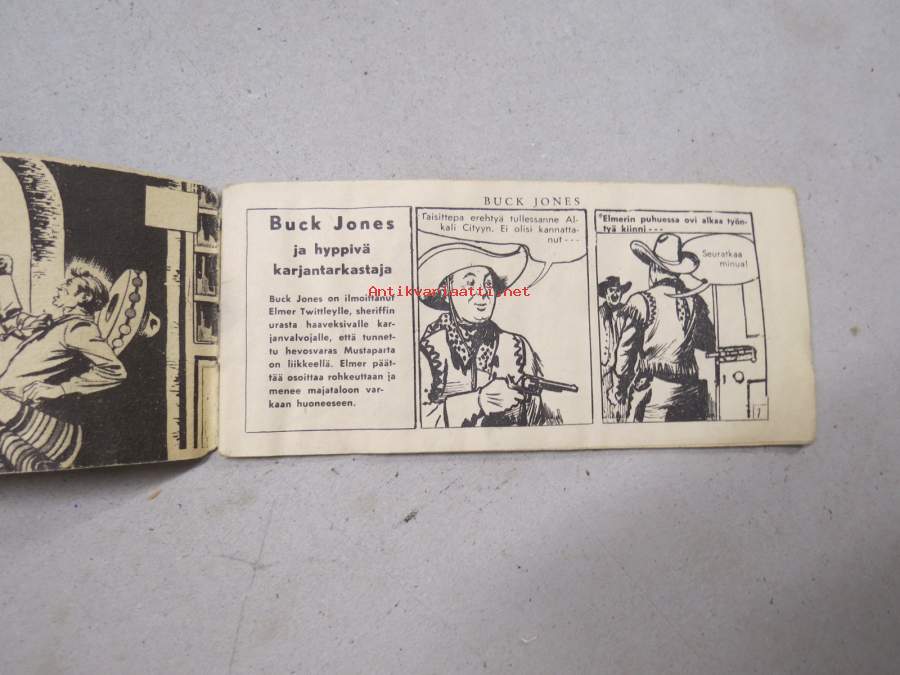 BUCK JONES
Buck Jones
ja hyppivä
karjantarkastaja
Buck Jones on ilmoittanut
Elmer Twittleylle, sheriffin
urasta haaveksivalle kar-
janvalvojalle, että tunnet-
tu hevosvaras Mustaparta
on liikkeellä. Elmer päät-
tää osoittaa rohkeuttaan ja
menee majataloon var-
kaan huoneeseen.
Taisittepa erehtyä tullessanne Al-
kali Cityyn. Ei olisi kannatta-
nut ---
Elmerin puhuessa ovi alkaa työn-
tyä kiinni ---
Seuratkaa
minua!
1
Antikvariaatti.net